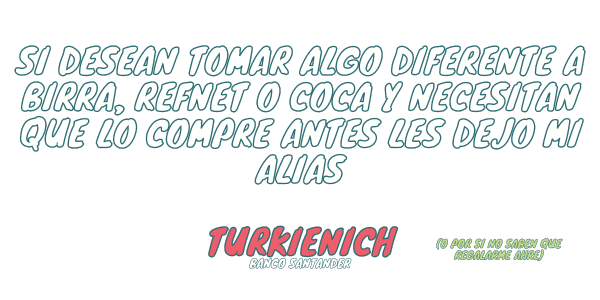 SI DESEAN TOMAR ALGO DIFERENTE A
BIRRA, REFNET O COCA Y NECESITAN
QUE LO COMPRE ANTES LES DEJO MI
ALIAS
TURKIENICH
BANCO SANTANDER
(O POR SI NO SABEN QUE
REGALARME AHRE)